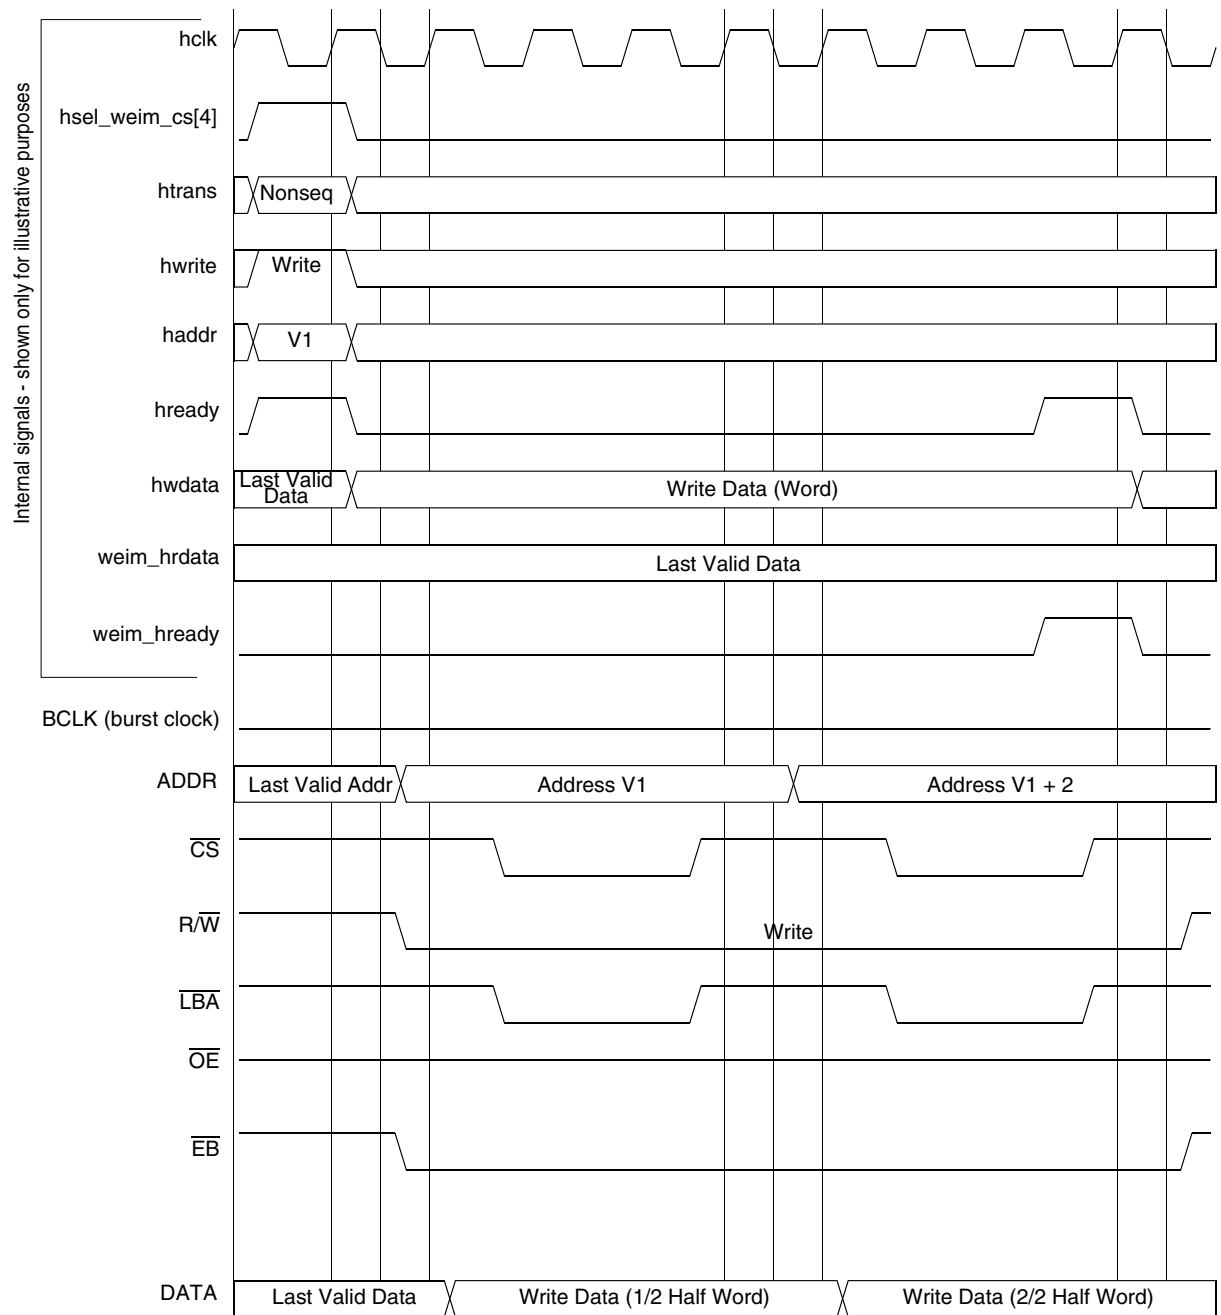 Internal signals - shown only for illustrative purposes
hclk
hsel_weim_cs[4]
htrans
Nonseq
hwrite
Write
haddr
V1
hready
hwdata
Last Valid
Data
Write Data (Word)
weim_hrdata
Last Valid Data
weim_hready
BCLK (burst clock)
ADDR
Last Valid Addr
Address V1
Address V1 + 2
CS
R/W
Write
LBA
OE
EB
DATA
Last Valid Data
Write Data (1/2 Half Word)
Write Data (2/2 Half Word)